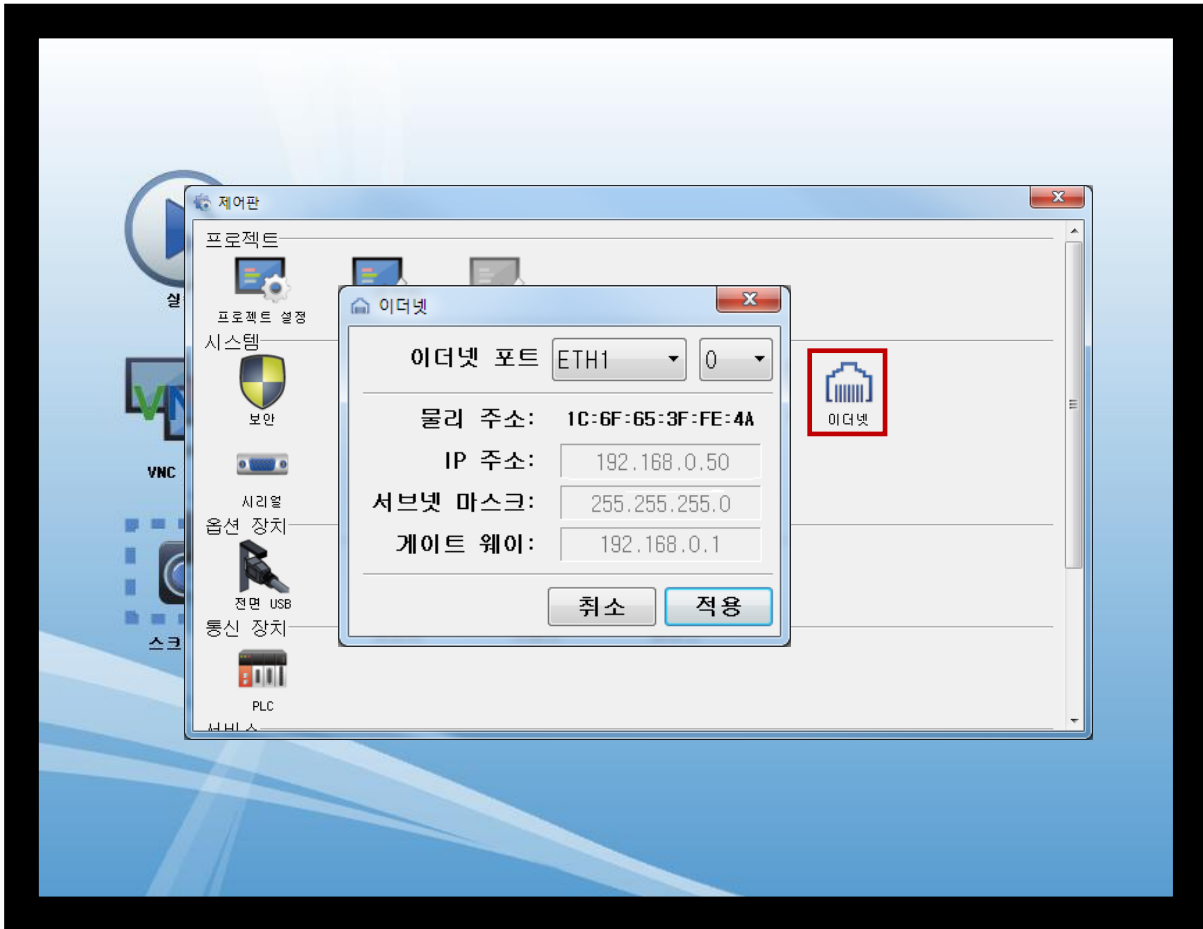 제어판
프로젝트
프로젝트 설정
시스템
보안
시리얼
옵션 장치
전면 USB
통신 장치
PLC
서비스
이더넷
이더넷 포트 ETH1 0
물리 주소: 1C-6F-65-3F-FE-4A
IP 주소: 192.168.0.50
서브넷 마스크: 255.255.255.0
게이트 웨이: 192.168.0.1
취소 적용
이더넷
VNC